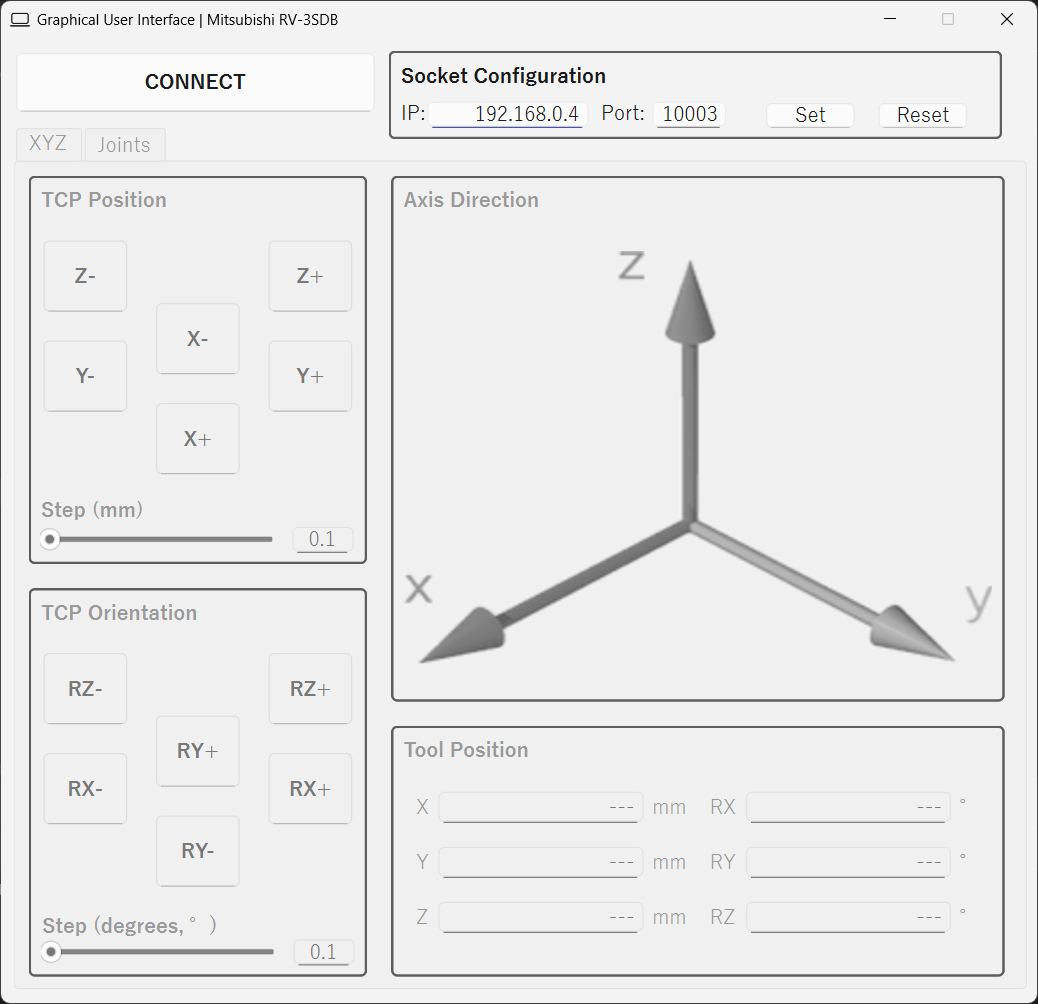 Graphical User Interface | Mitsubishi RV-3SDB
CONNECT
Socket Configuration
IP: 192.168.0.4 Port: 10003 Set Reset
XYZ Joints
TCP Position
Z- Z+
X-
Y- Y+
X+
Step (mm)
0.1
TCP Orientation
RZ- RZ+
RY+
RX- RX+
RY-
Step (degrees, ° )
0.1
Axis Direction
z
x
y
Tool Position
X --- mm RX --- °
Y --- mm RY --- °
Z --- mm RZ --- °